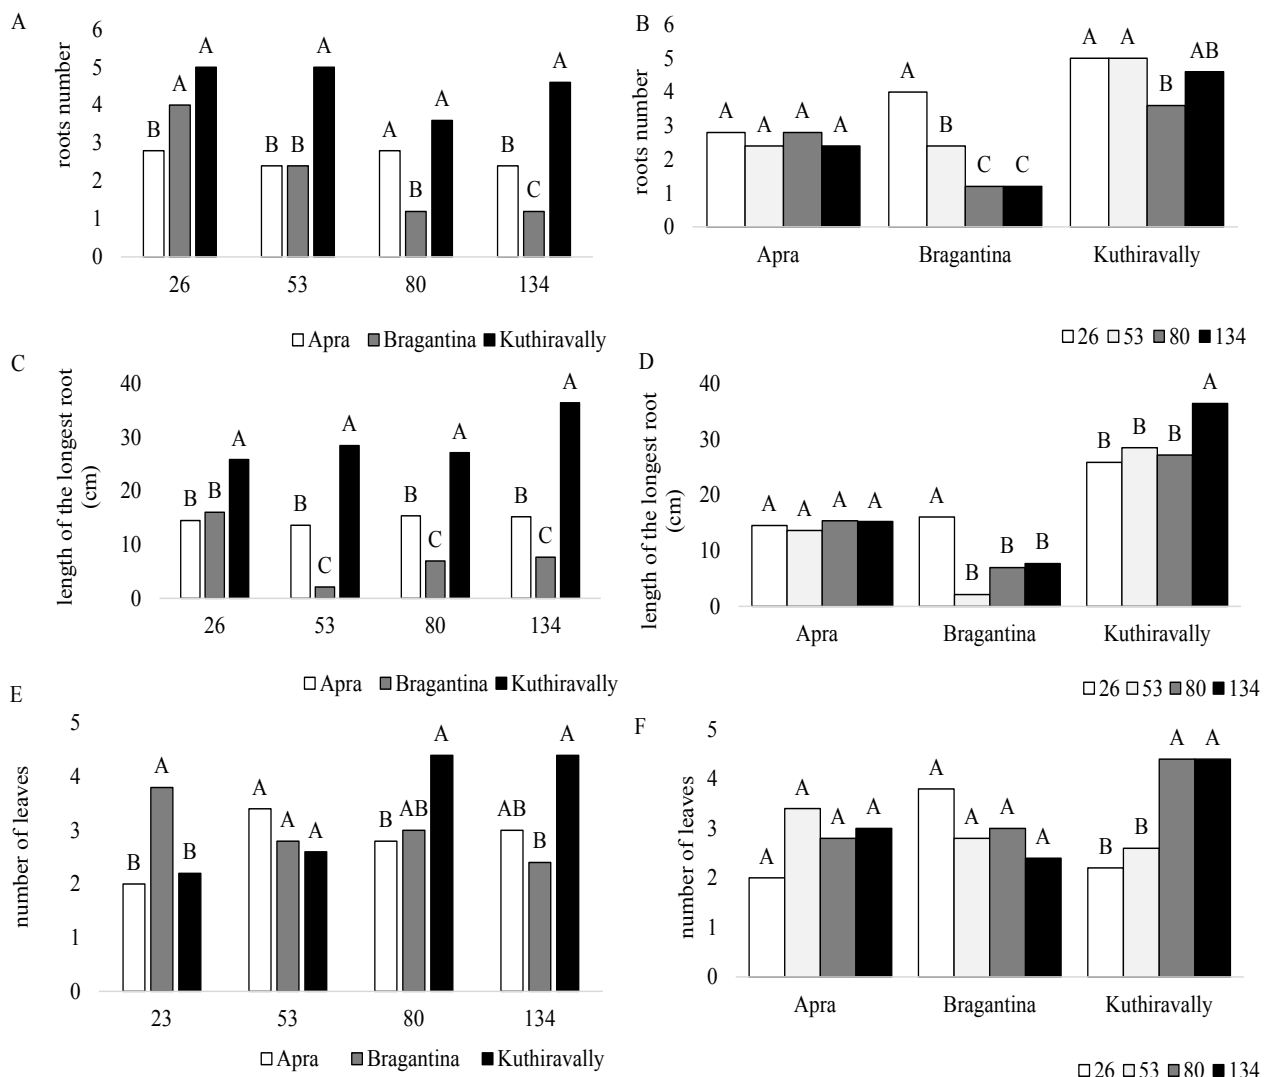 A
roots number
6
5
4
3
2
1
0
B A A
B B A
A B A
B C A
26 53 80 134
Apra Bragantina Kuthiravally
B
roots number
6
5
4
3
2
1
0
A A A A
A B C C
A A B AB
Apra Bragantina Kuthiravally
26 53 80 134
C
length of the longest root
(cm)
40
30
20
10
0
B B A
B C A
B C A
B C A
26 53 80 134
Apra Bragantina Kuthiravally
D
length of the longest root
(cm)
40
30
20
10
0
A A A A
A B B B
B B B A
Apra Bragantina Kuthiravally
26 53 80 134
E
number of leaves
5
4
3
2
1
0
B A B
A A A
B AB A
AB B A
23 53 80 134
Apra Bragantina Kuthiravally
F
number of leaves
5
4
3
2
1
0
A A A A
A A A A
B B A A
Apra Bragantina Kuthiravally
26 53 80 134